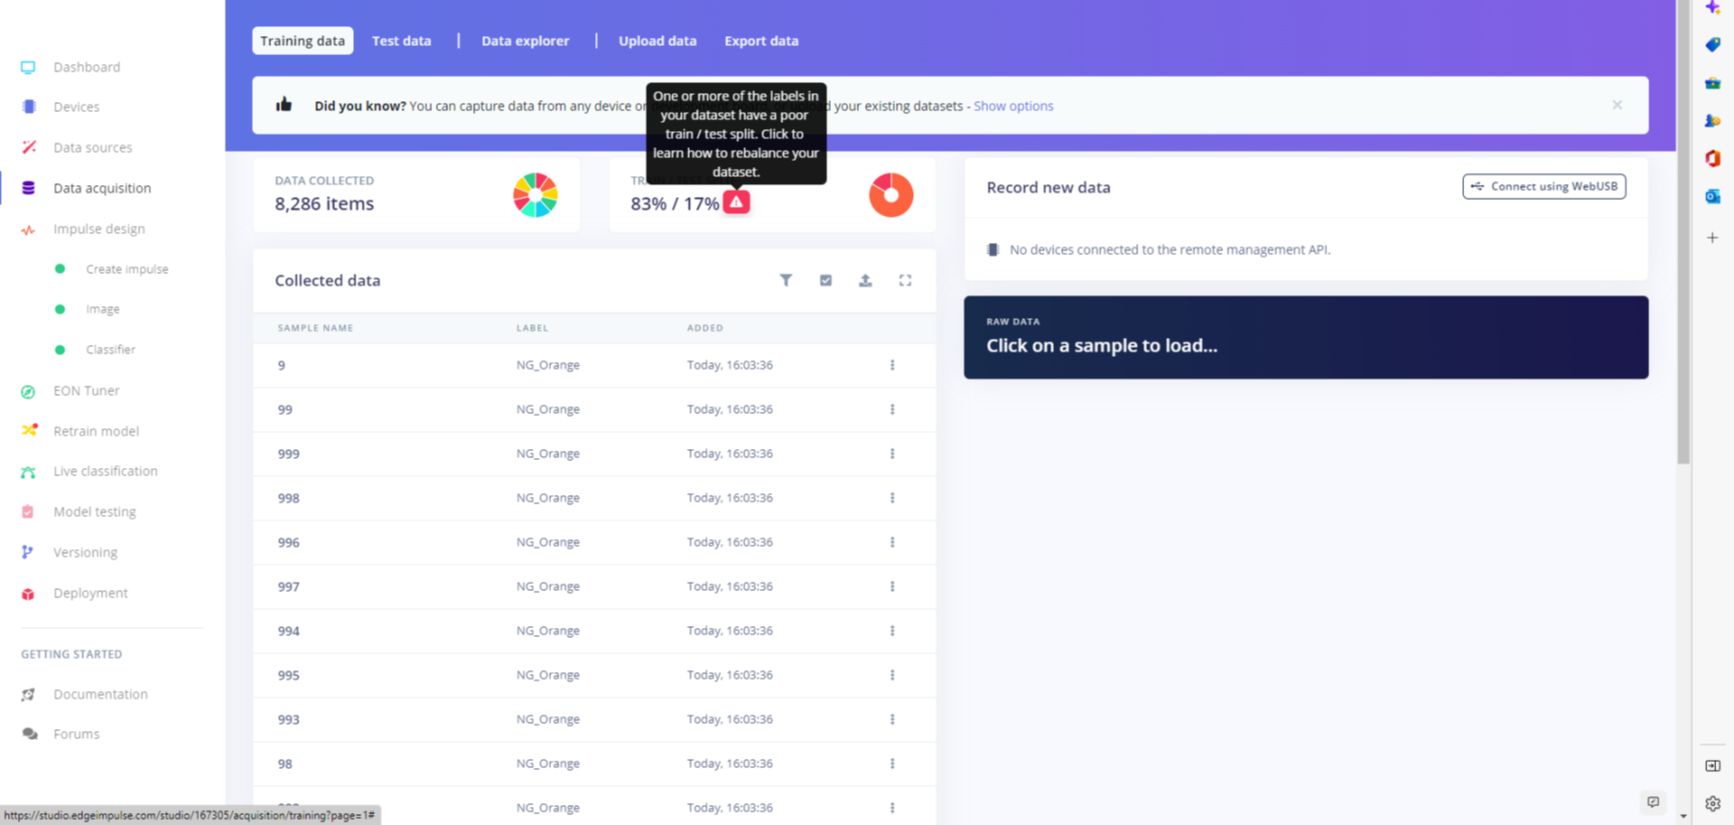 Training data
Test data
|
Data explorer
|
Upload data
Export data
Dashboard
Devices
Data sources
Data acquisition
Impulse design
Create impulse
Image
Classifier
EON Tuner
Retrain model
Live classification
Model testing
Versioning
Deployment
GETTING STARTED
Documentation
Forums
Did you know? You can capture data from any device or
your existing datasets - Show options
One or more of the labels in
your dataset have a poor
train / test split. Click to
learn how to rebalance your
dataset.
DATA COLLECTED
8,286 items
83% / 17%
Record new data
Connect using WebUSB
No devices connected to the remote management API.
RAW DATA
Click on a sample to load...
Collected data
SAMPLE NAME LABEL ADDED
9 NG_Orange Today, 16:03:36
99 NG_Orange Today, 16:03:36
999 NG_Orange Today, 16:03:36
998 NG_Orange Today, 16:03:36
996 NG_Orange Today, 16:03:36
997 NG_Orange Today, 16:03:36
994 NG_Orange Today, 16:03:36
995 NG_Orange Today, 16:03:36
993 NG_Orange Today, 16:03:36
98 NG_Orange Today, 16:03:36
NG_Orange Today, 16:03:36
https://studio.edgeimpulse.com/studio/167305/acquisition/training?page=1#